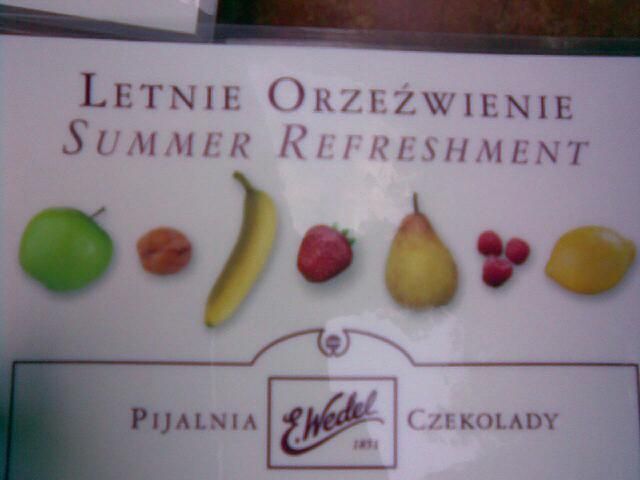 LETNIE ORZEŹWIENIE
SUMMER REFRESHMENT
PIJALNIA E. Wedel CZEKOLADY
1851